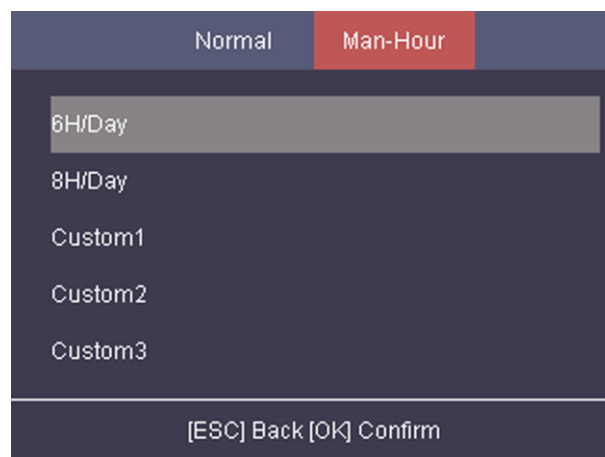 Normal Man-Hour
6H/Day
8H/Day
Custom1
Custom2
Custom3
[ESC] Back [OK] Confirm